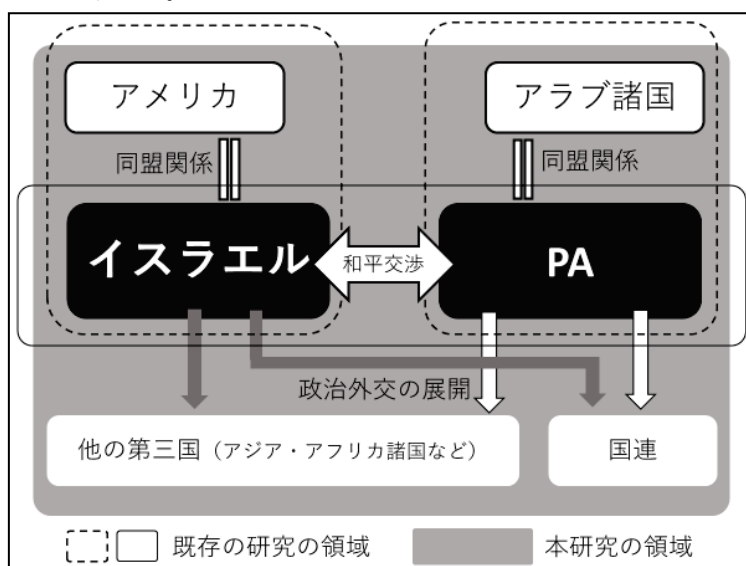 アメリカ
アラブ諸国
同盟関係
同盟関係
イスラエル
和平交渉
PA
政治外交の展開
他の第三国(アジア・アフリカ諸国など)
国連
既存の研究の領域
本研究の領域